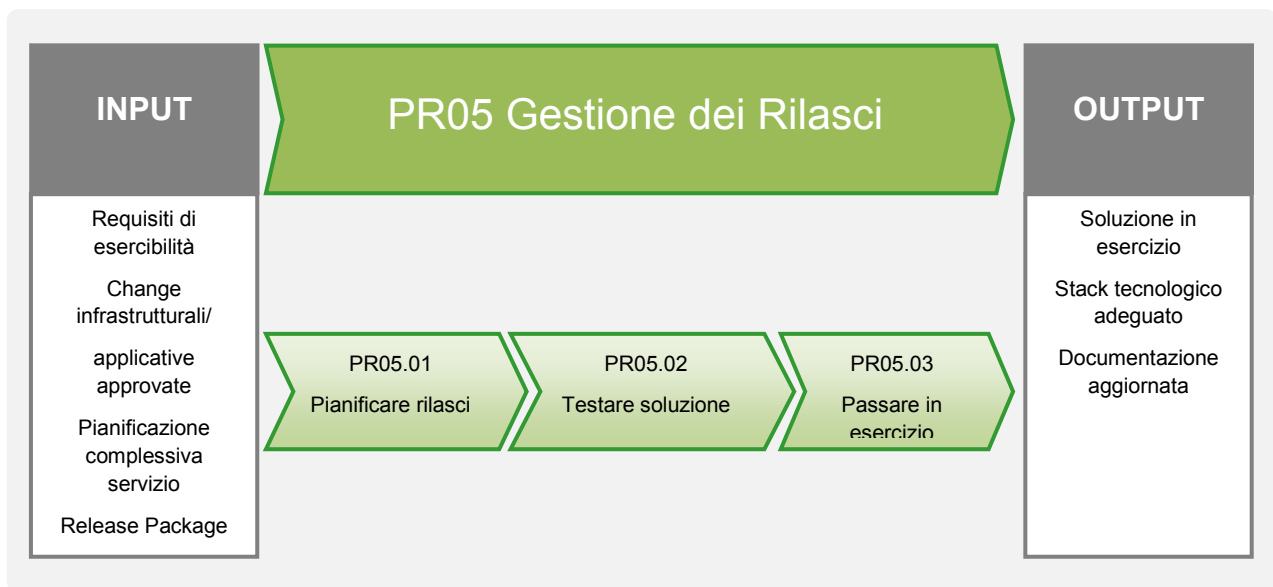 INPUT
PR05 Gestione dei Rilasci
OUTPUT
Requisiti di
esercibilità
Change
infrastrutturali/
applicative
approvate
Pianificazione
complessiva
servizio
Release Package
PR05.01
Pianificare rilasci
PR05.02
Testare soluzione
PR05.03
Passare in
esercizio
Soluzione in
esercizio
Stack tecnologico
adeguato
Documentazione
aggiornata